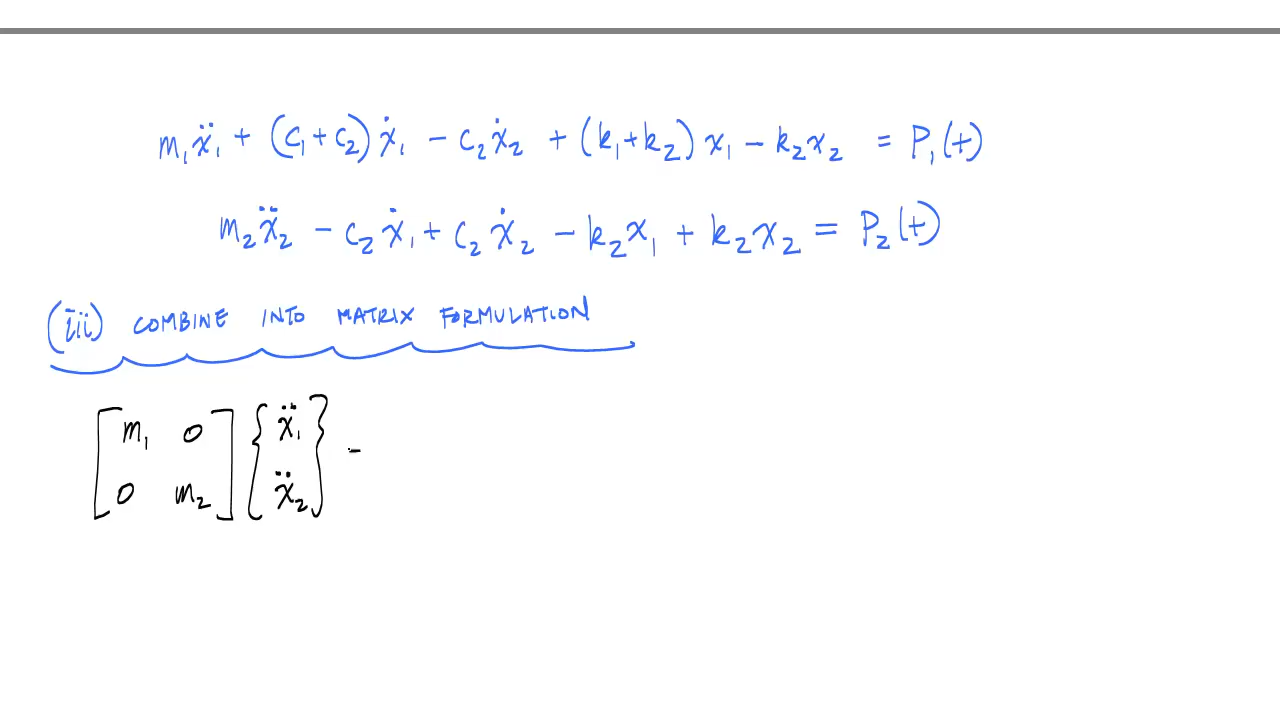 m₁ẍ₁ + (c₁+c₂)ẋ₁ − c₂ẋ₂ + (k₁+k₂)x₁ − k₂x₂ = P₁(t)
m₂ẍ₂ − c₂ẋ₁ + c₂ẋ₂ − k₂x₁ + k₂x₂ = P₂(t)
(iii) COMBINE INTO MATRIX FORMULATION
[m₁ 0] {ẍ₁} -
[0 m₂] {ẍ₂}